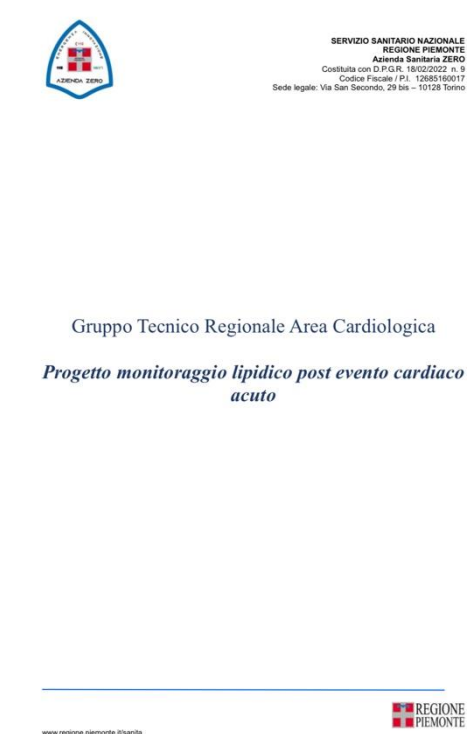 AZIENDA ZERO
SERVIZIO SANITARIO NAZIONALE
REGIONE PIEMONTE
Azienda Sanitaria ZERO
Costituita con D.P.G.R. 18/02/2022 n. 9
Codice Fiscale / P.I. 12685160017
Sede legale: Via San Secondo, 29 bis – 10128 Torino
Gruppo Tecnico Regionale Area Cardiologica
Progetto monitoraggio lipidico post evento cardiaco
acuto
REGIONE
PIEMONTE
www.regione.piemonte.it/sanita